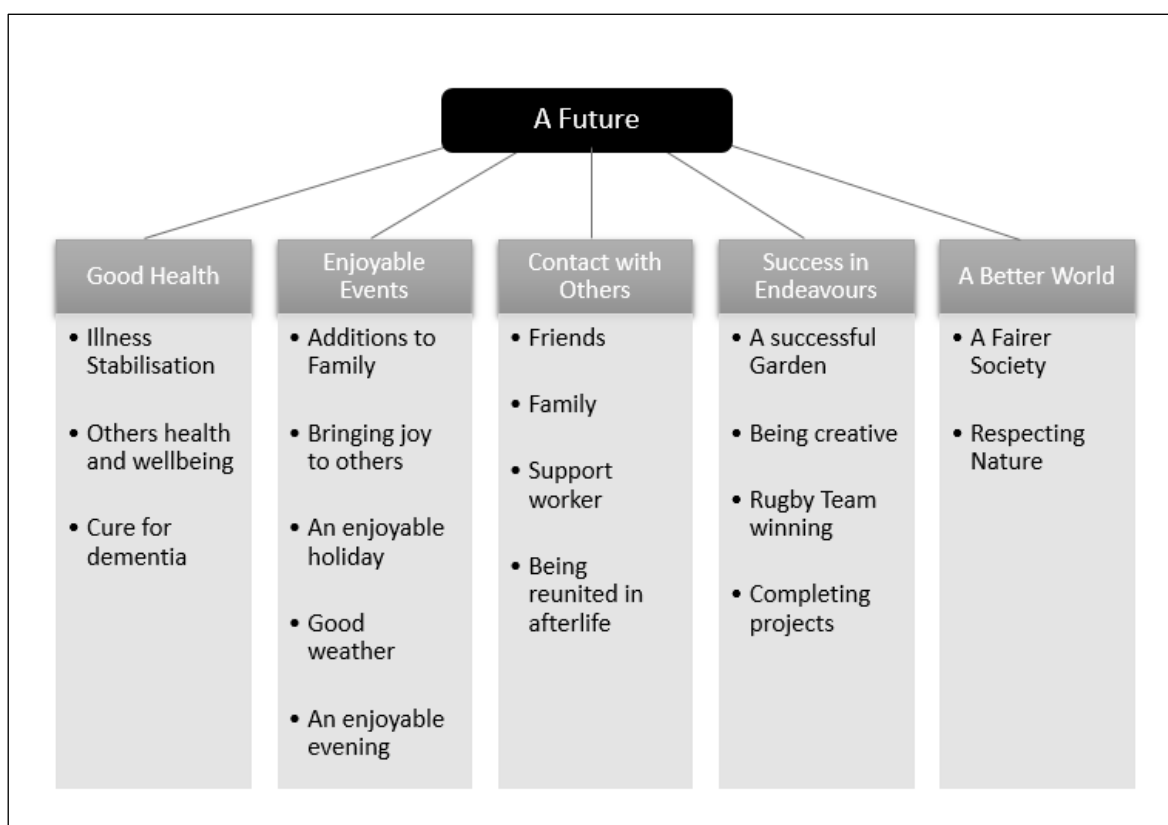 A Future
Good Health
• Illness
Stabilisation
• Others health
and wellbeing
• Cure for
dementia
Enjoyable
Events
• Additions to
Family
• Bringing joy
to others
• An enjoyable
holiday
• Good
weather
• An enjoyable
evening
Contact with
Others
• Friends
• Family
• Support
worker
• Being
reunited in
afterlife
Success in
Endeavours
• A successful
Garden
• Being creative
• Rugby Team
winning
• Completing
projects
A Better World
• A Fairer
Society
• Respecting
Nature